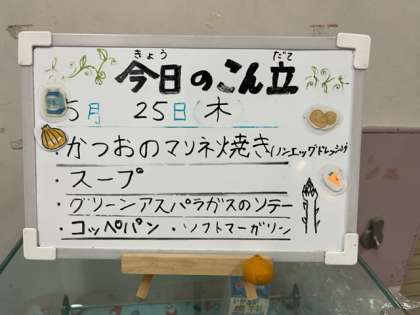 きょう だて
今日のこん立
5月 25日(木)
・かつおのマリネ焼き(ノンエッグドレッシング)
・スープ
・グリーンアスパラガスのソテー
・コッペパン ・ソフトマーガリン